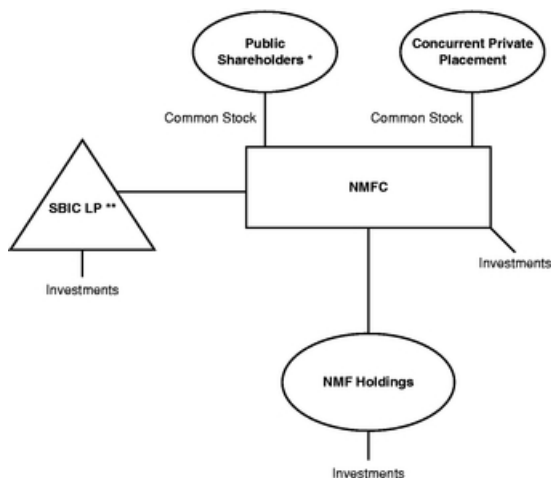 Public
Shareholders *
Concurrent Private
Placement
Common Stock
Common Stock
NMFC
SBIC LP **
Investments
Investments
NMF Holdings
Investments